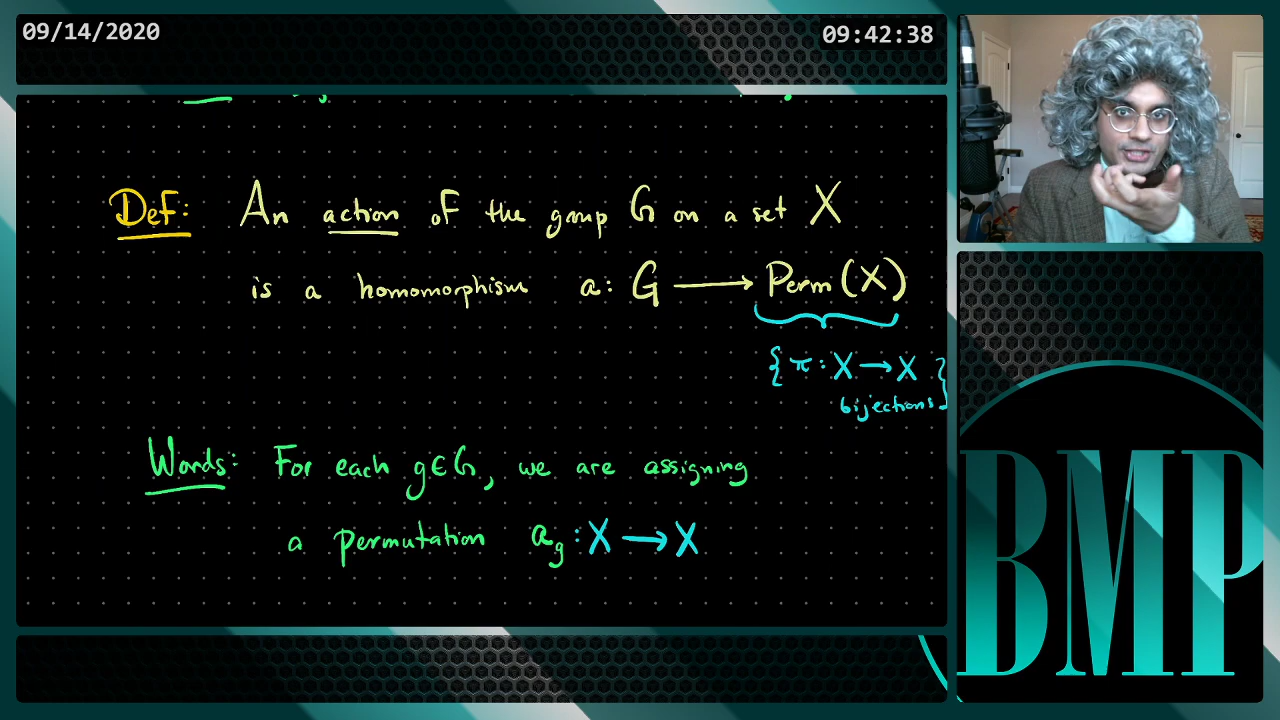 09/14/2020
09:42:38
Def: An action of the group G on a set X
is a homomorphism a: G → Perm(X)
{ π: X → X }
bijections
Words: For each g∈G, we are assigning
a permutation a_g: X → X
BMP